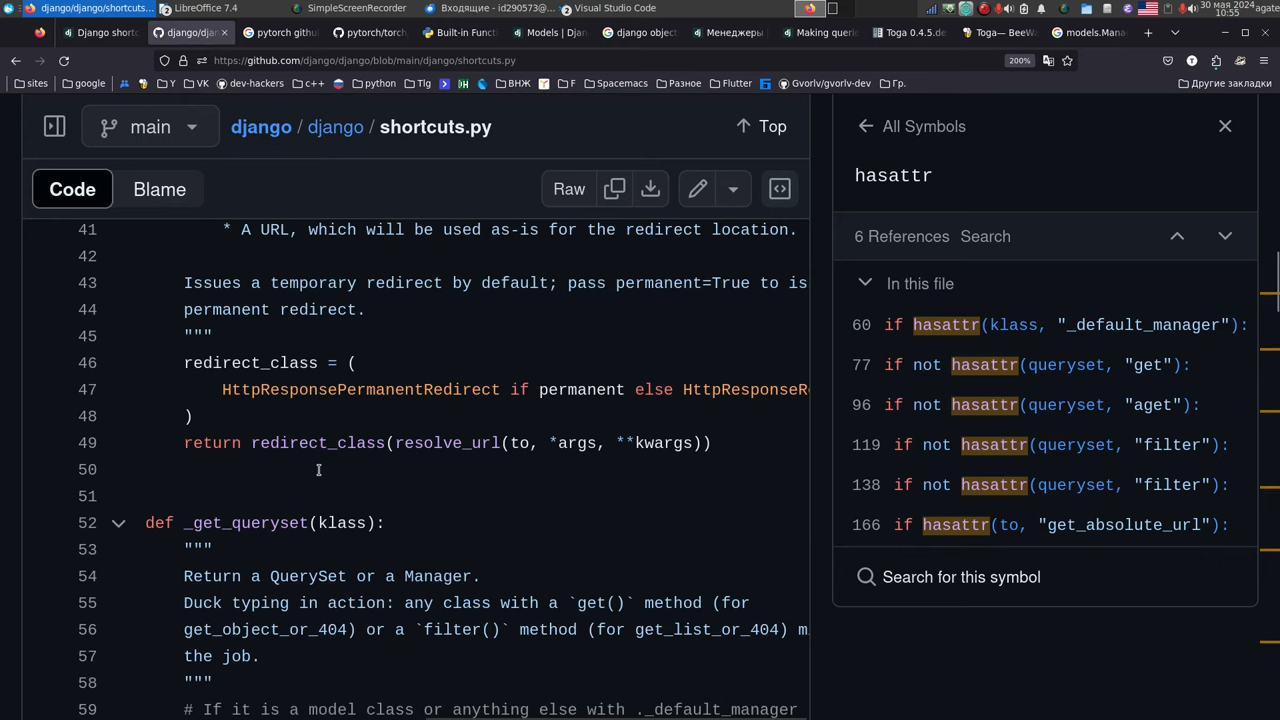 django/django/shortcuts...
LibreOffice 7.4
SimpleScreenRecorder
Входящие - id290573@...
Visual Studio Code
30 мая 2024
10:55
agate
Django shortc
django/djan
pytorch githu
pytorch/torch
Built-in Funct
Models | Djan
django object
Менеджеры
Making querie
Toga 0.4.5.de
Toga — BeeWa
models.Mana
https://github.com/django/django/blob/main/django/shortcuts.py
200%
sites
google
Y
VK
dev-hackers
c++
python
Tlg
ВНЖ
F
Spacemacs
Разное
Flutter
Gvorlv/gvorlv-dev
Гр.
Другие закладки
main
django / django / shortcuts.py
Top
Code
Blame
Raw
41 * A URL, which will be used as-is for the redirect location.
42
43 Issues a temporary redirect by default; pass permanent=True to is
44 permanent redirect.
45 """
46 redirect_class = (
47 HttpResponsePermanentRedirect if permanent else HttpResponseRe
48 )
49 return redirect_class(resolve_url(to, *args, **kwargs))
50
51
52 def _get_queryset(klass):
53 """
54 Return a QuerySet or a Manager.
55 Duck typing in action: any class with a `get()` method (for
56 get_object_or_404) or a `filter()` method (for get_list_or_404) m
57 the job.
58 """
59 # If it is a model class or anything else with ._default_manager
All Symbols
hasattr
6 References Search
In this file
60 if hasattr(klass, "_default_manager"):
77 if not hasattr(queryset, "get"):
96 if not hasattr(queryset, "aget"):
119 if not hasattr(queryset, "filter"):
138 if not hasattr(queryset, "filter"):
166 if hasattr(to, "get_absolute_url"):
Search for this symbol